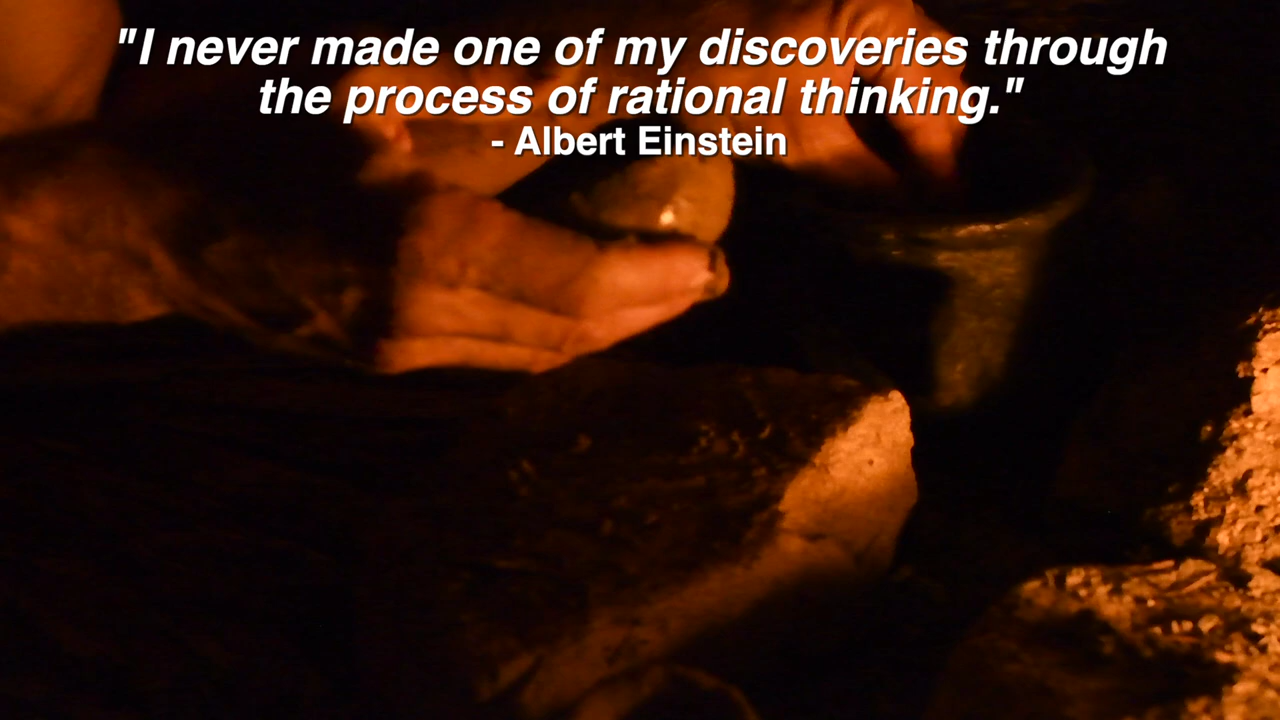 "I never made one of my discoveries through
the process of rational thinking."
- Albert Einstein